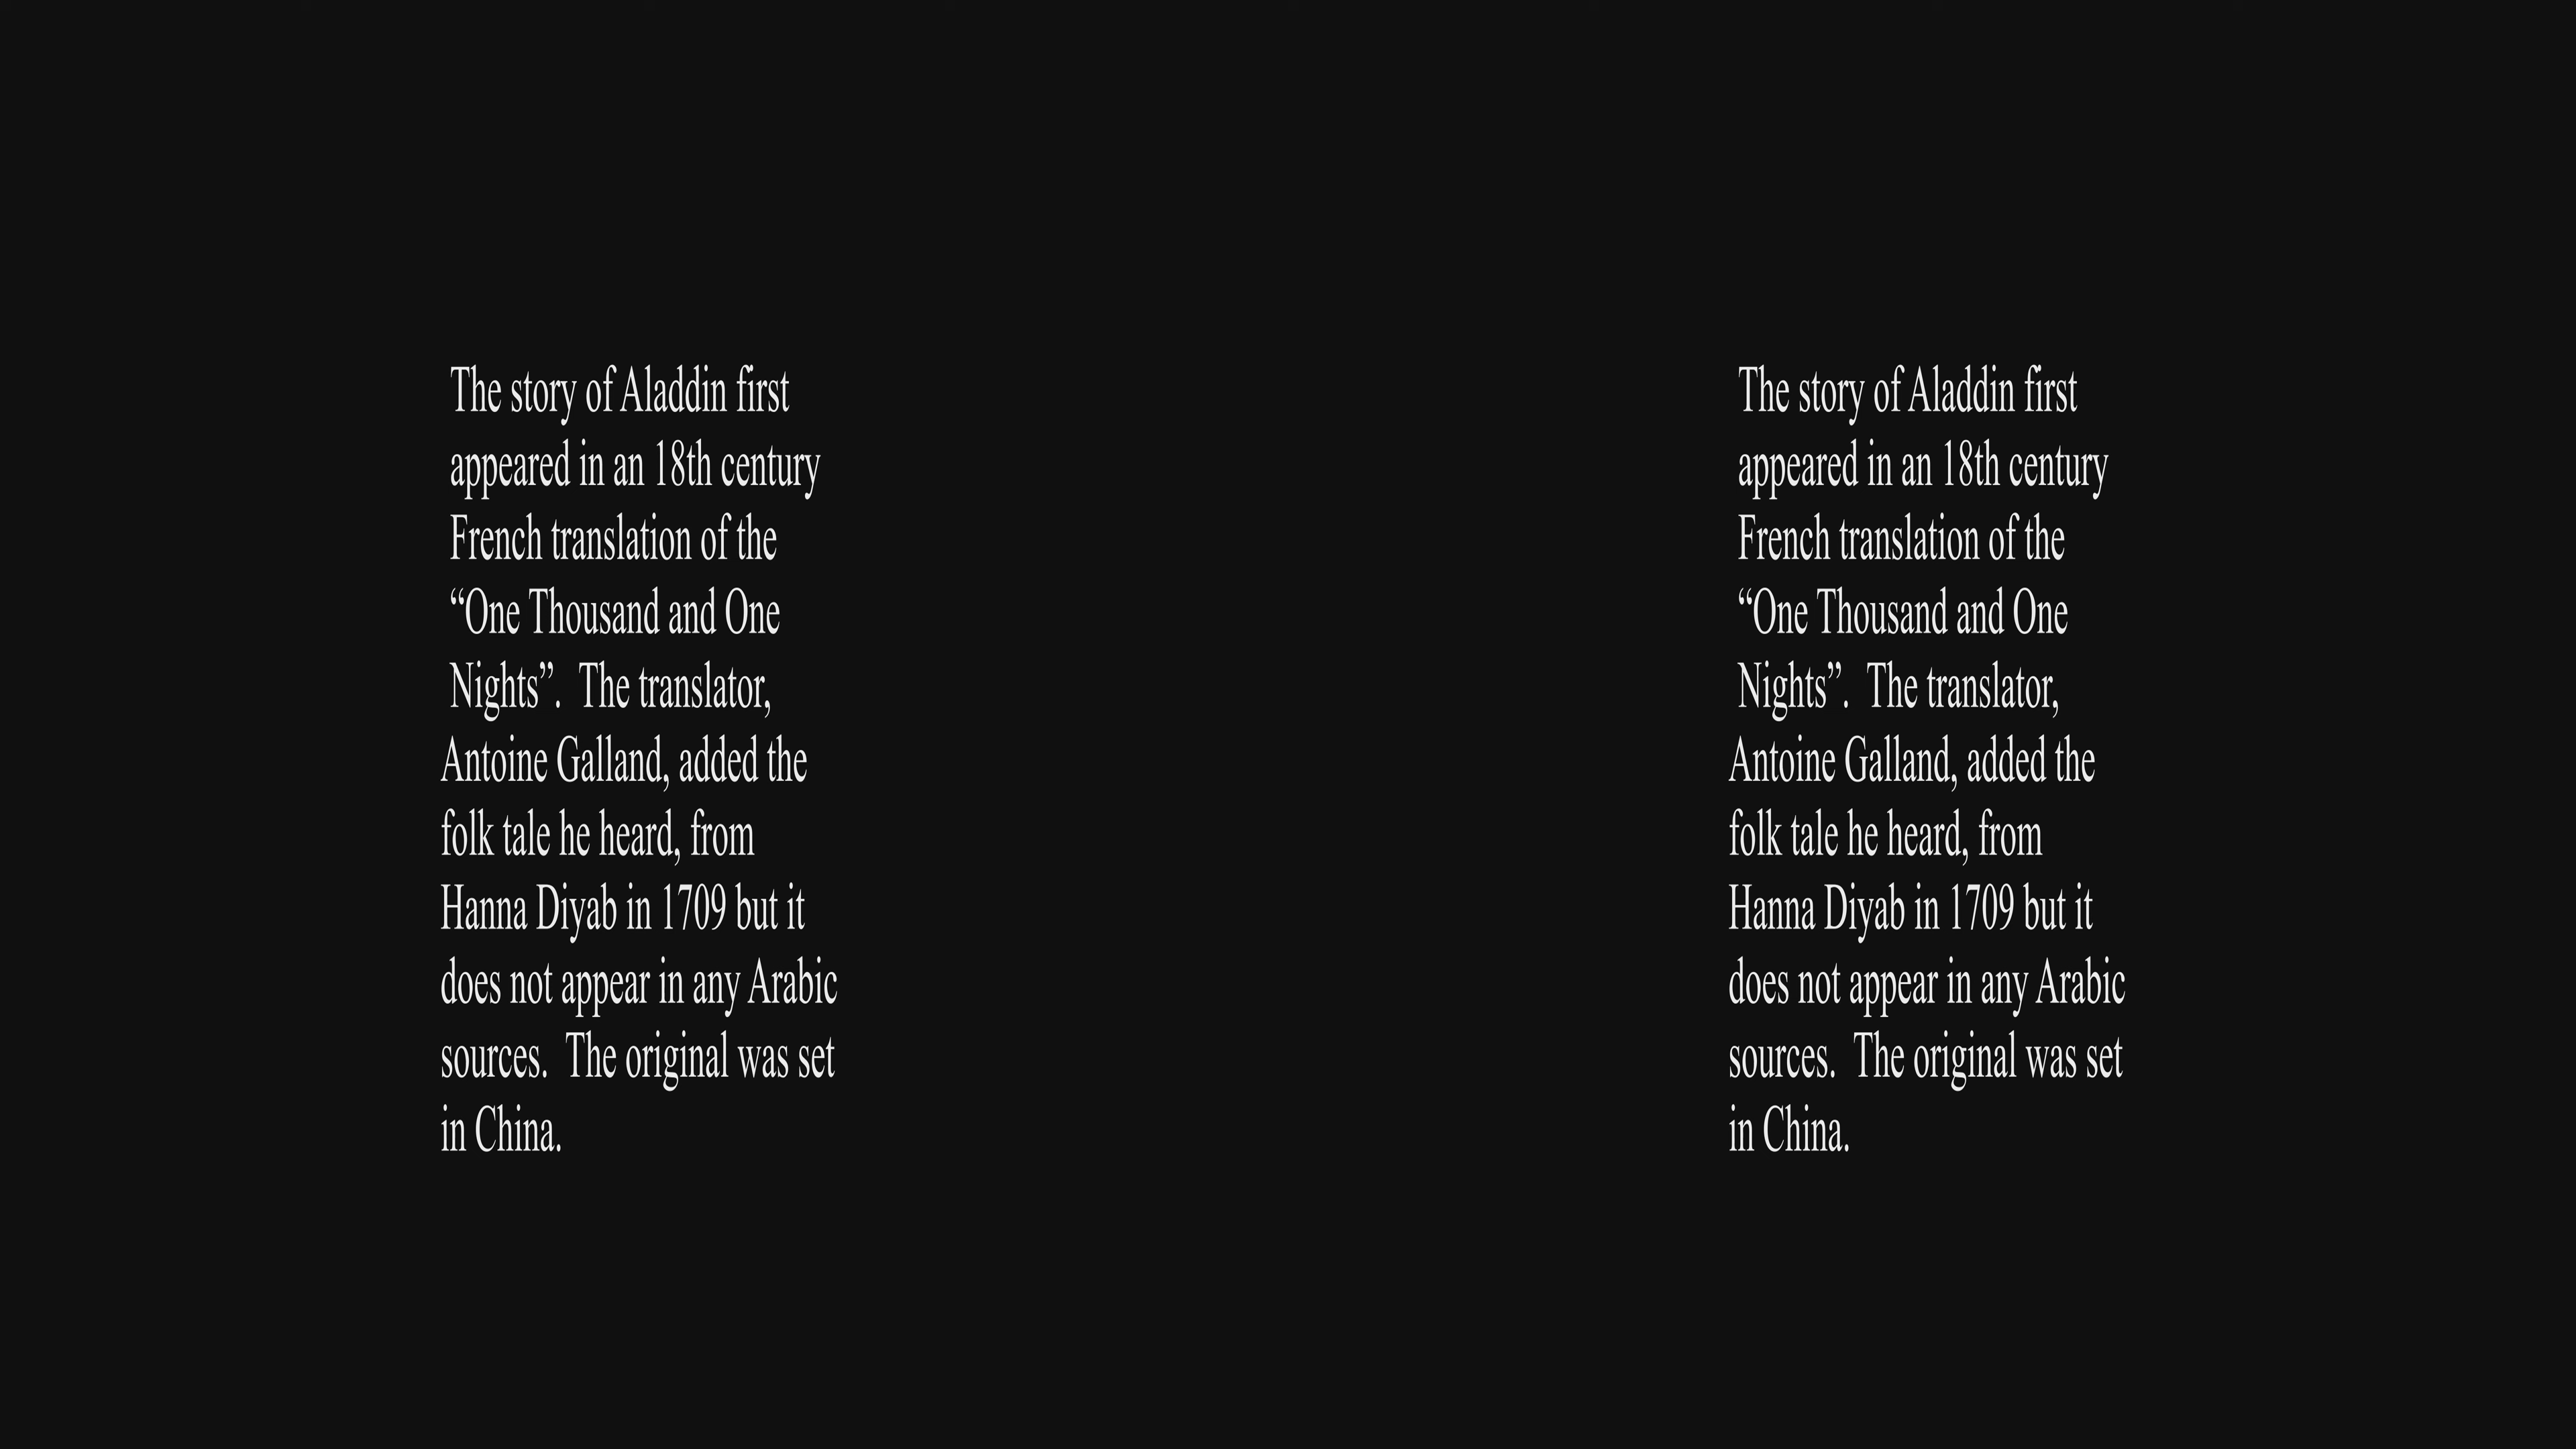 The story of Aladdin first
appeared in an 18th century
French translation of the
“One Thousand and One
Nights”.  The translator,
Antoine Galland, added the
folk tale he heard, from
Hanna Diyab in 1709 but it
does not appear in any Arabic
sources.  The original was set
in China.
The story of Aladdin first
appeared in an 18th century
French translation of the
“One Thousand and One
Nights”.  The translator,
Antoine Galland, added the
folk tale he heard, from
Hanna Diyab in 1709 but it
does not appear in any Arabic
sources.  The original was set
in China.